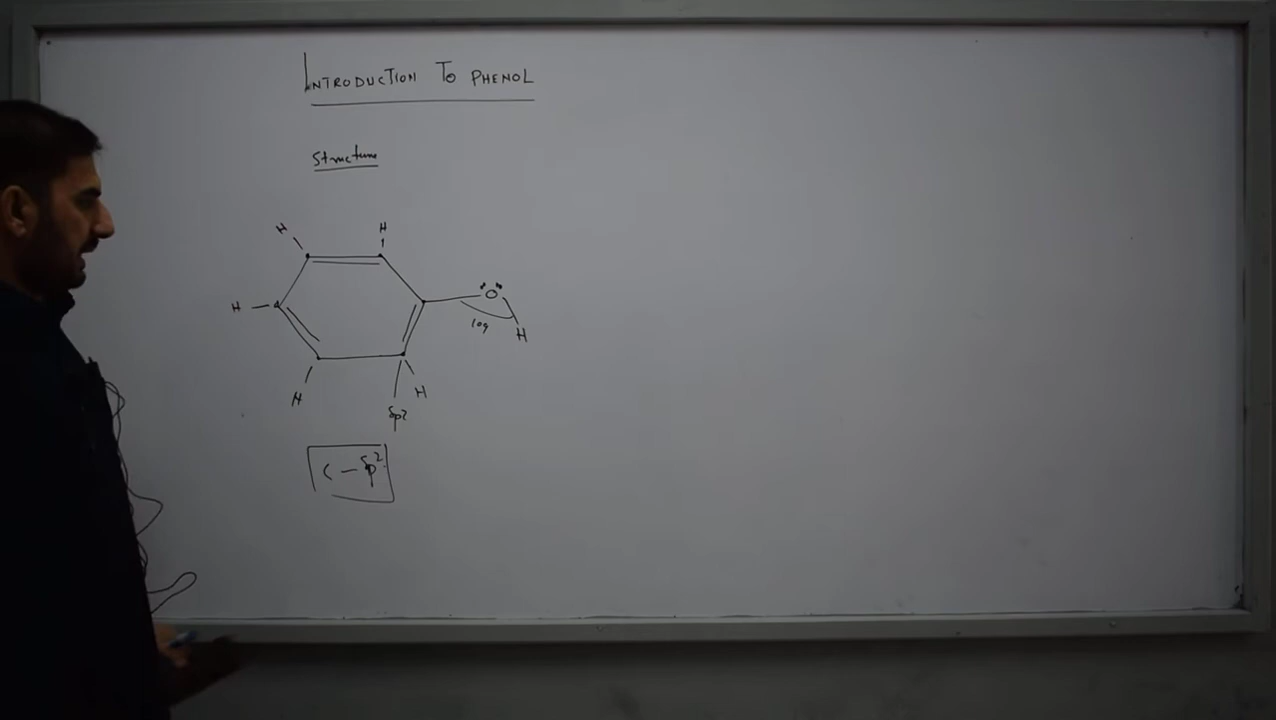 INTRODUCTION TO PHENOL
Structure
H H
H O
109
H
H H
Sp2
C - Sp2